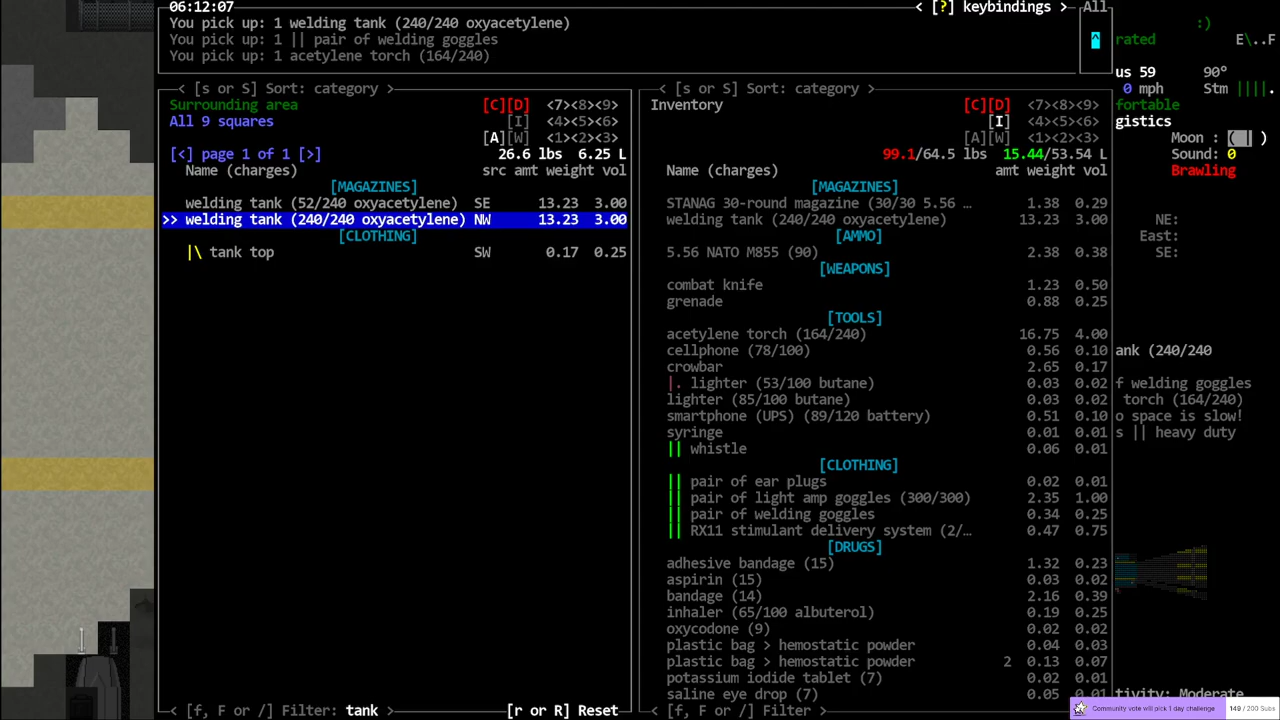 06:12:07
< [?] keybindings >
All
You pick up: 1 welding tank (240/240 oxyacetylene)
You pick up: 1 || pair of welding goggles
You pick up: 1 acetylene torch (164/240)
^
:)
rated E\..F
us 59 90°
0 mph Stm ||||.
fortable
gistics
Moon : ( | )
Sound: 0
Brawling
NE:
East:
SE:
ank (240/240
f welding goggles
torch (164/240)
o space is slow!
s || heavy duty
tivity: Moderate
< [s or S] Sort: category >
Surrounding area [C][D] <7><8><9>
All 9 squares [I] <4><5><6>
[A][W] <1><2><3>
[<] page 1 of 1 [>] 26.6 lbs 6.25 L
Name (charges) src amt weight vol
[MAGAZINES]
welding tank (52/240 oxyacetylene) SE 13.23 3.00
>> welding tank (240/240 oxyacetylene) NW 13.23 3.00
[CLOTHING]
|\ tank top SW 0.17 0.25
< [f, F or /] Filter: tank [r or R] Reset
< [s or S] Sort: category >
Inventory [C][D] <7><8><9>
[I] <4><5><6>
[A][W] <1><2><3>
99.1/64.5 lbs 15.44/53.54 L
Name (charges) amt weight vol
[MAGAZINES]
STANAG 30-round magazine (30/30 5.56 … 1.38 0.29
welding tank (240/240 oxyacetylene) 13.23 3.00
[AMMO]
5.56 NATO M855 (90) 2.38 0.38
[WEAPONS]
combat knife 1.23 0.50
grenade 0.88 0.25
[TOOLS]
acetylene torch (164/240) 16.75 4.00
cellphone (78/100) 0.56 0.10
crowbar 2.65 0.17
|. lighter (53/100 butane) 0.03 0.02
lighter (85/100 butane) 0.03 0.02
smartphone (UPS) (89/120 battery) 0.51 0.10
syringe 0.01 0.01
|| whistle 0.06 0.01
[CLOTHING]
|| pair of ear plugs 0.02 0.01
|| pair of light amp goggles (300/300) 2.35 1.00
|| pair of welding goggles 0.34 0.25
|| RX11 stimulant delivery system (2/… 0.47 0.75
[DRUGS]
adhesive bandage (15) 1.32 0.23
aspirin (15) 0.03 0.02
bandage (14) 2.16 0.39
inhaler (65/100 albuterol) 0.19 0.25
oxycodone (9) 0.02 0.02
plastic bag > hemostatic powder 0.04 0.03
plastic bag > hemostatic powder 2 0.13 0.07
potassium iodide tablet (7) 0.02 0.01
saline eye drop (7) 0.05 0.01
< [f, F or /] Filter >
Community vote will pick 1 day challenge 149 / 200 Subs